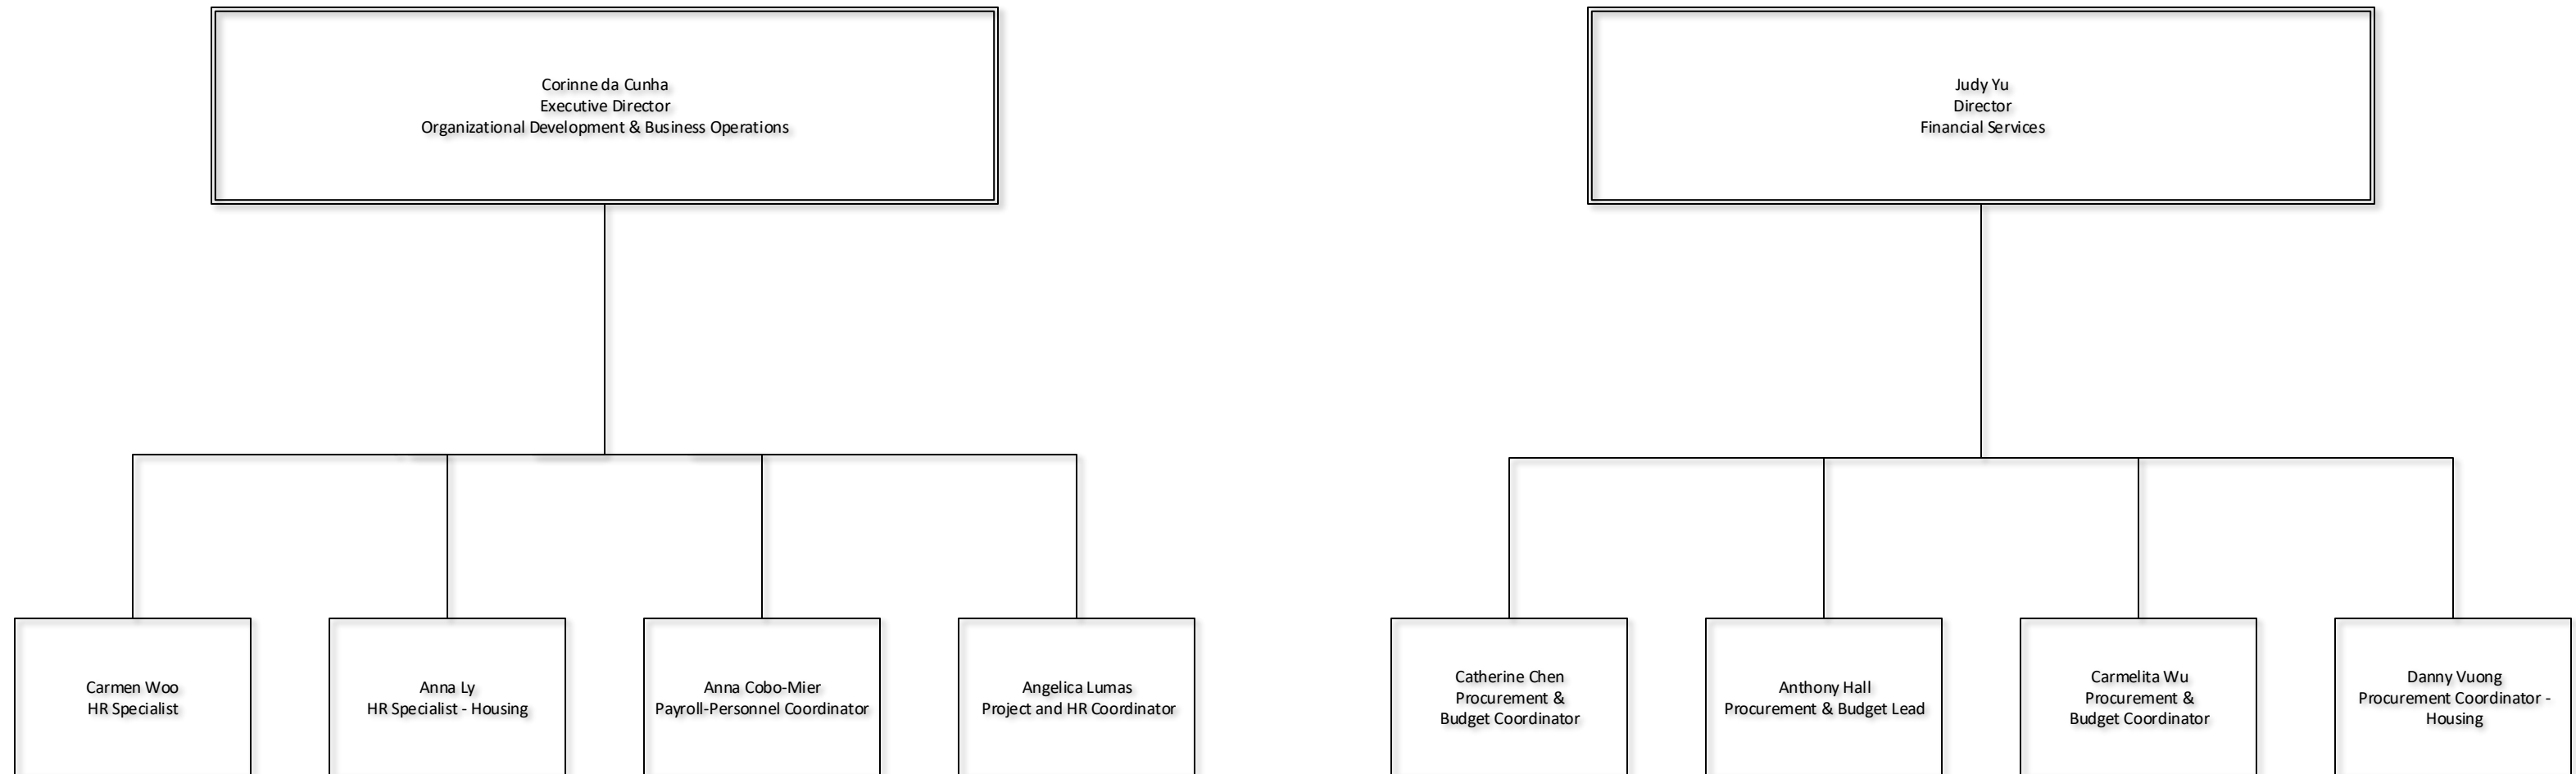 Corinne da Cunha
Executive Director
Organizational Development & Business Operations
Judy Yu
Director
Financial Services
Carmen Woo
HR Specialist
Anna Ly
HR Specialist - Housing
Anna Cobo-Mier
Payroll-Personnel Coordinator
Angelica Lumas
Project and HR Coordinator
Catherine Chen
Procurement &
Budget Coordinator
Anthony Hall
Procurement & Budget Lead
Carmelita Wu
Procurement &
Budget Coordinator
Danny Vuong
Procurement Coordinator -
Housing